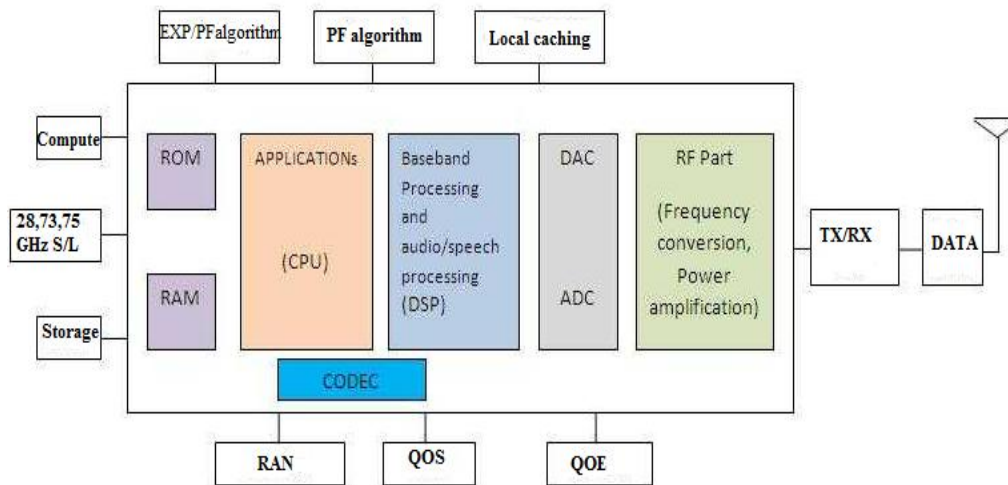 EXP/PFalgorithm
PF algorithm
Local caching
Compute
28,73,75
GHz S/L
Storage
ROM
RAM
APPLICATIONs
(CPU)
Baseband
Processing
and
audio/speech
processing
(DSP)
DAC
ADC
RF Part
(Frequency
conversion,
Power
amplification)
CODEC
TX/RX
DATA
RAN
QOS
QOE